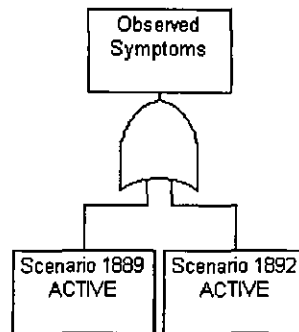 Observed
Symptoms
Scenario 1889
ACTIVE
Scenario 1892
ACTIVE